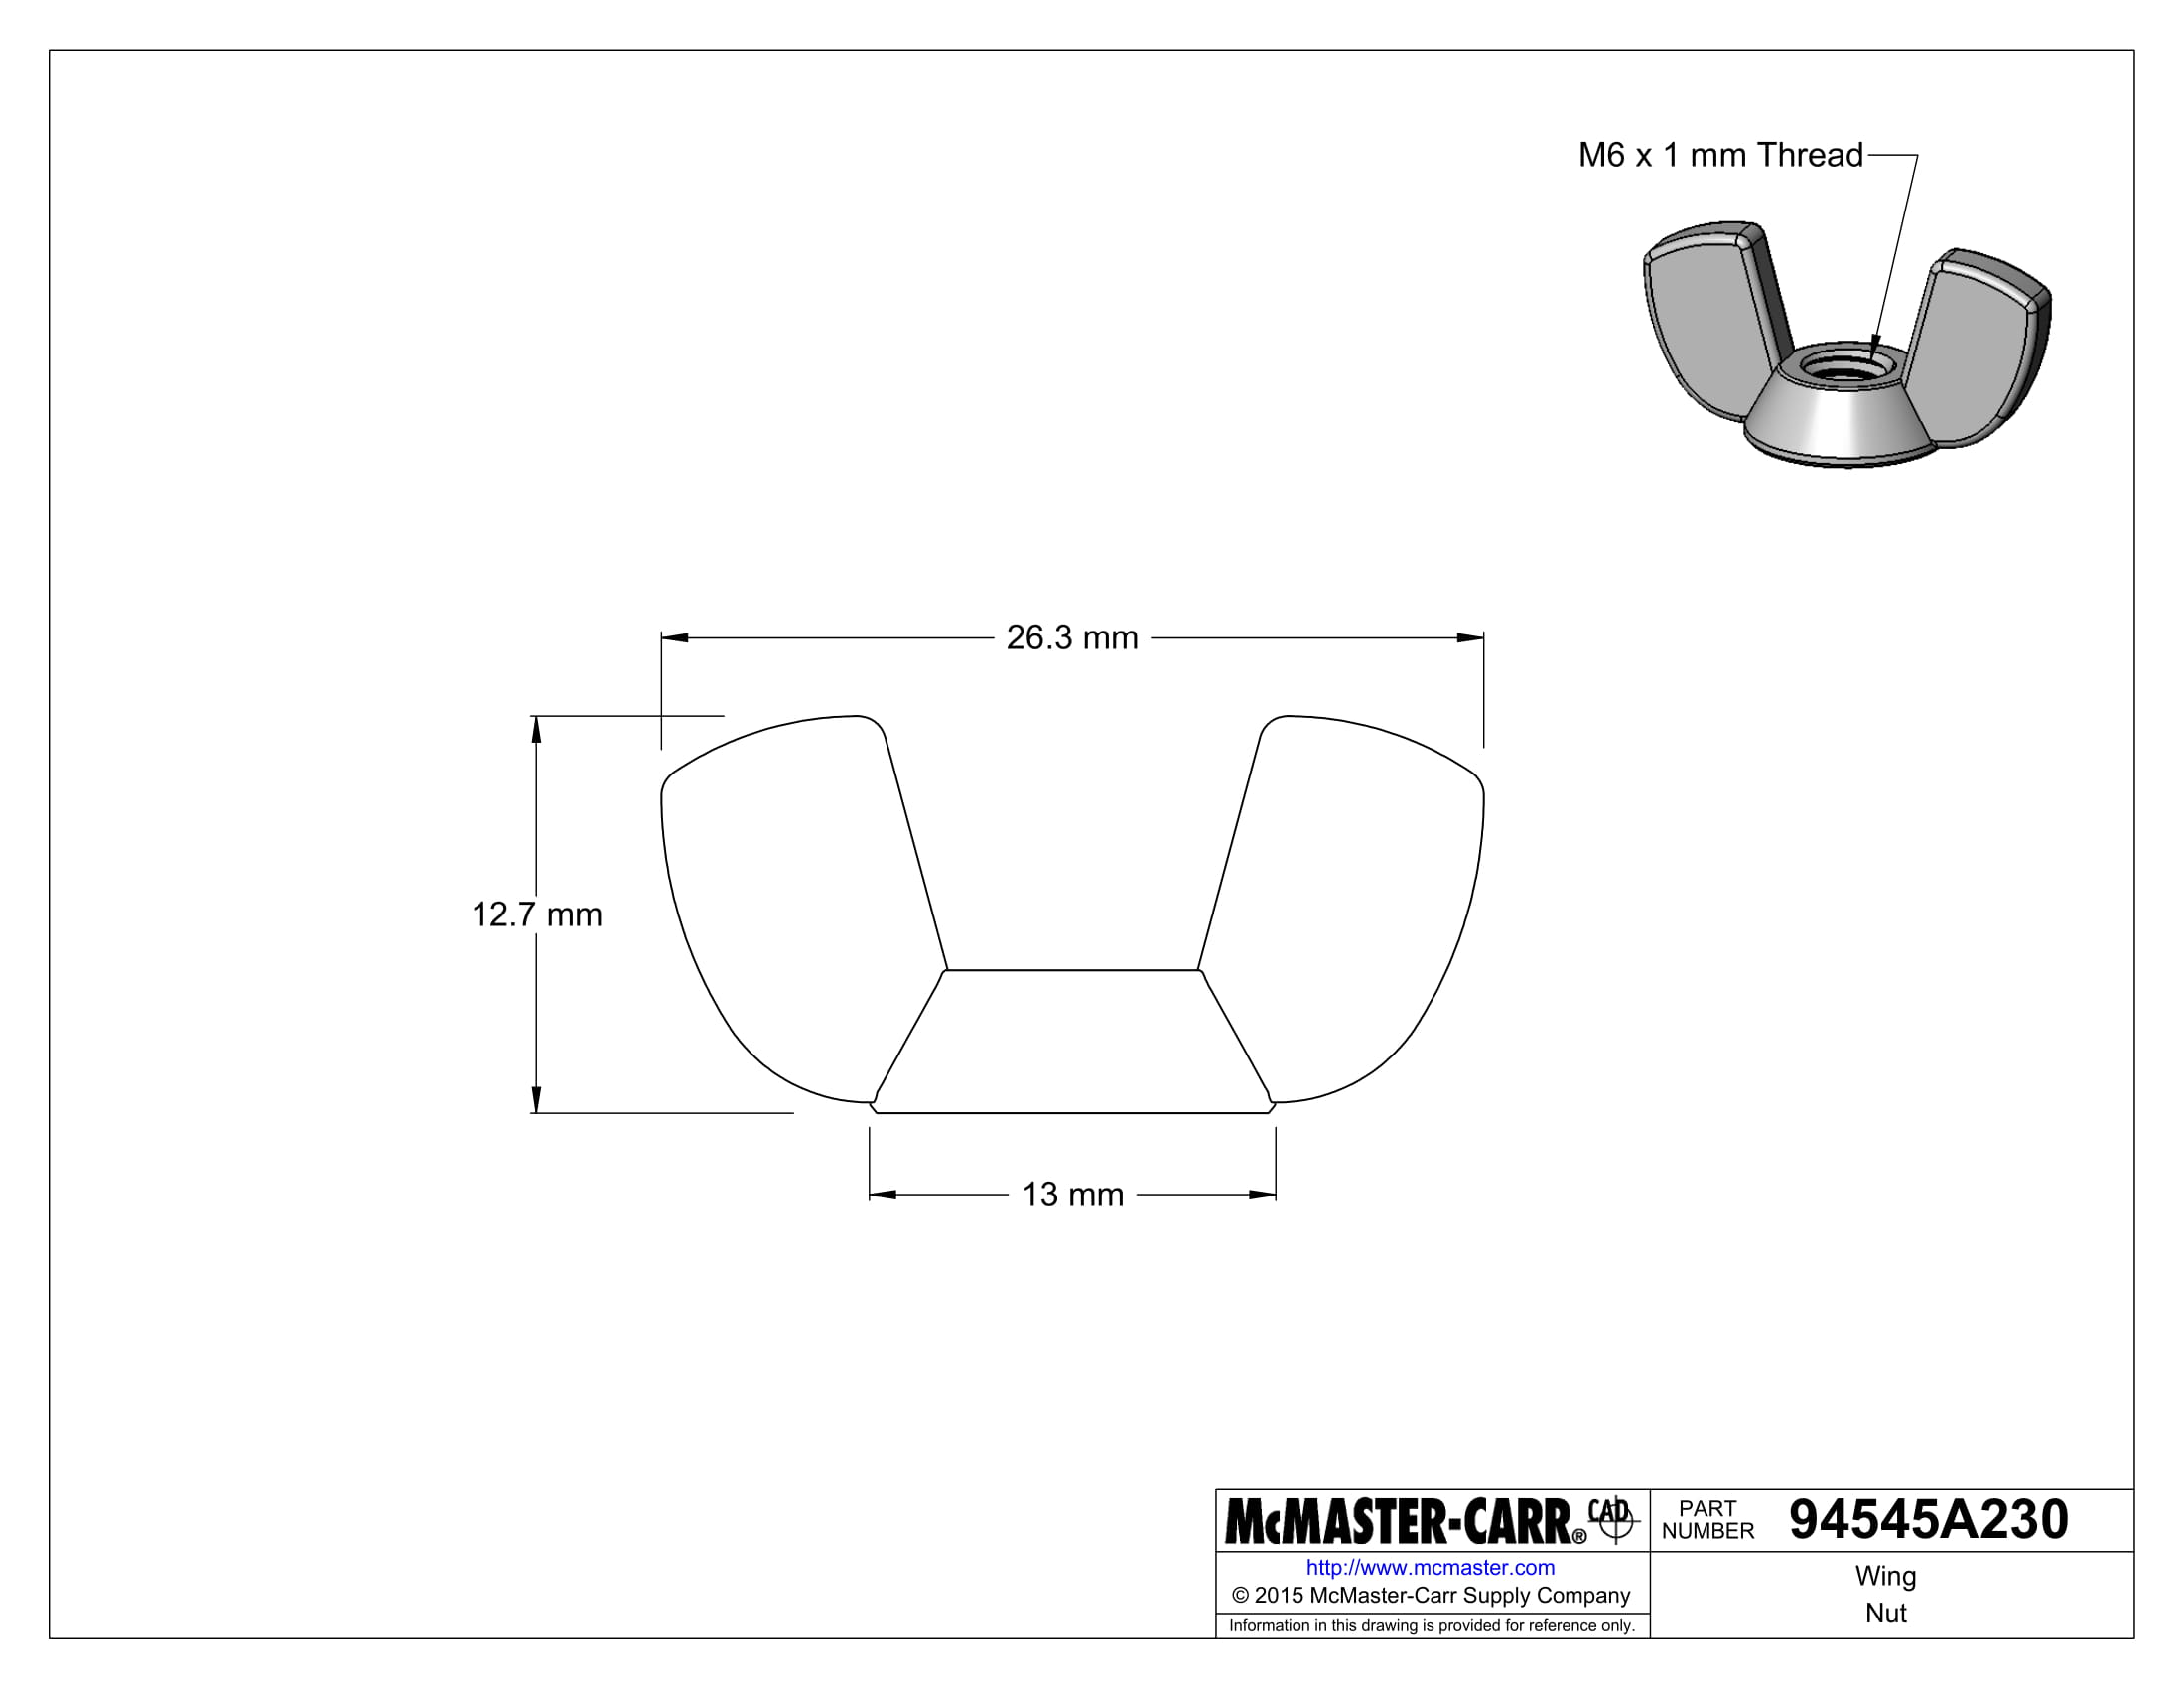 M6 x 1 mm Thread
26.3 mm
12.7 mm
13 mm
McMASTER-CARR® CAD
PART
NUMBER
94545A230
http://www.mcmaster.com
© 2015 McMaster-Carr Supply Company
Information in this drawing is provided for reference only.
Wing
Nut